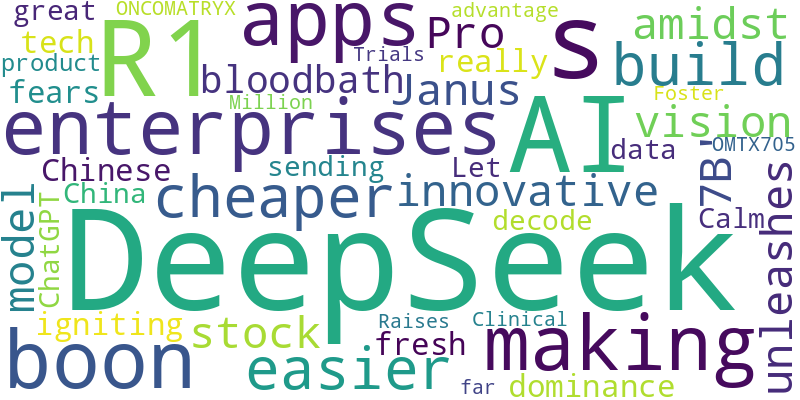 great
ONCOMATRYX
advantage
R1
apps
Pro
s
amidst
tech
Trials
product
bloodbath
really
build
fears
Janus
Million
Foster
enterprises
AI
vision
data
OMTX705
Chinese
sending
Let
7B'
China
cheaper
innovative
model
ChatGPT
DeepSeek
decode
Calm
unleashes
igniting
stock
Raises
Clinical
fresh
making
boon
easier
far
dominance